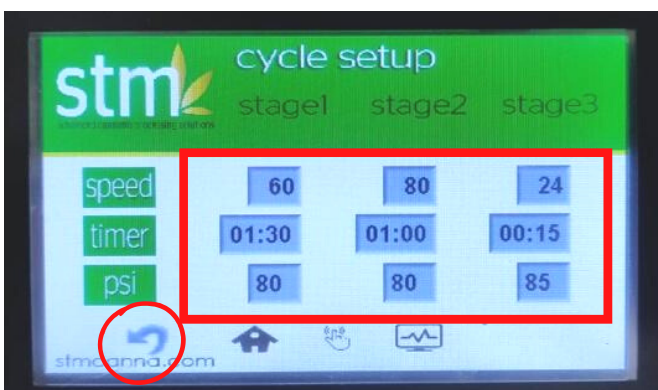 cycle setup
stm
stage1 stage2 stage3
speed 60 80 24
timer 01:30 01:00 00:15
psi 80 80 85
stmcanna.com